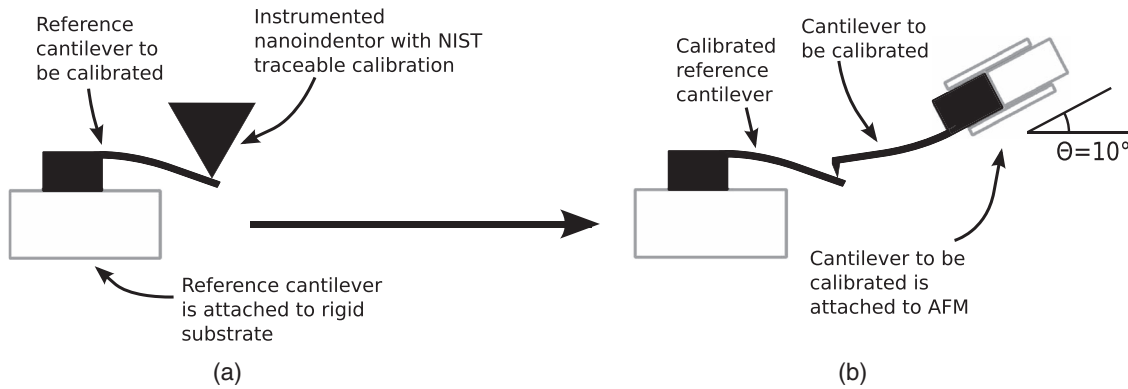 Reference
cantilever to
be calibrated
Instrumented
nanoindentor with NIST
traceable calibration
Reference cantilever
is attached to rigid
substrate
(a)
Calibrated
reference
cantilever
Cantilever to
be calibrated
Θ=10°
Cantilever to be
calibrated is
attached to AFM
(b)